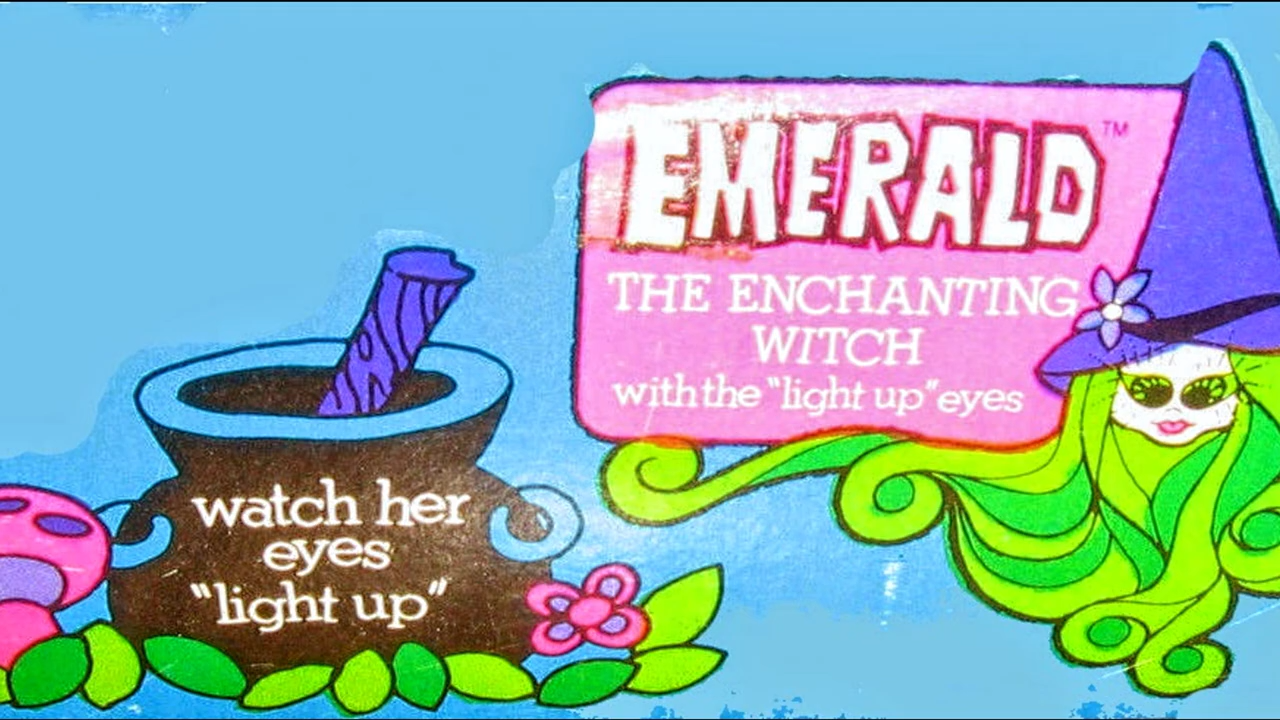 EMERALD™
THE ENCHANTING
WITCH
with the "light up" eyes
watch her
eyes
"light up"